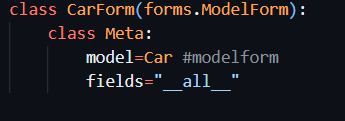 class CarForm(forms.ModelForm):
    class Meta:
        model=Car #modelform
        fields="__all__"